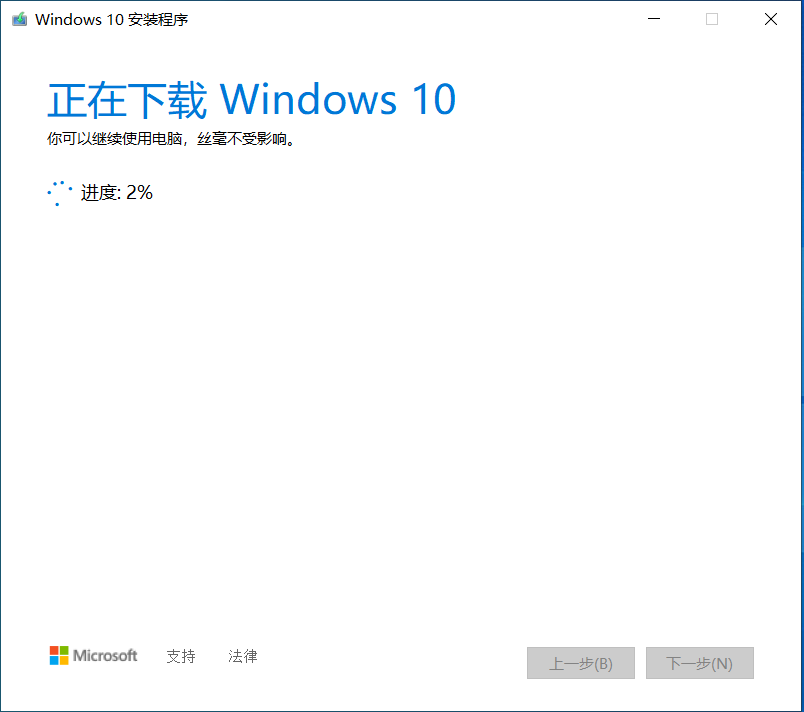 Windows 10 安装程序
正在下载 Windows 10
你可以继续使用电脑，丝毫不受影响。
进度: 2%
Microsoft 支持 法律
上一步(B) 下一步(N)